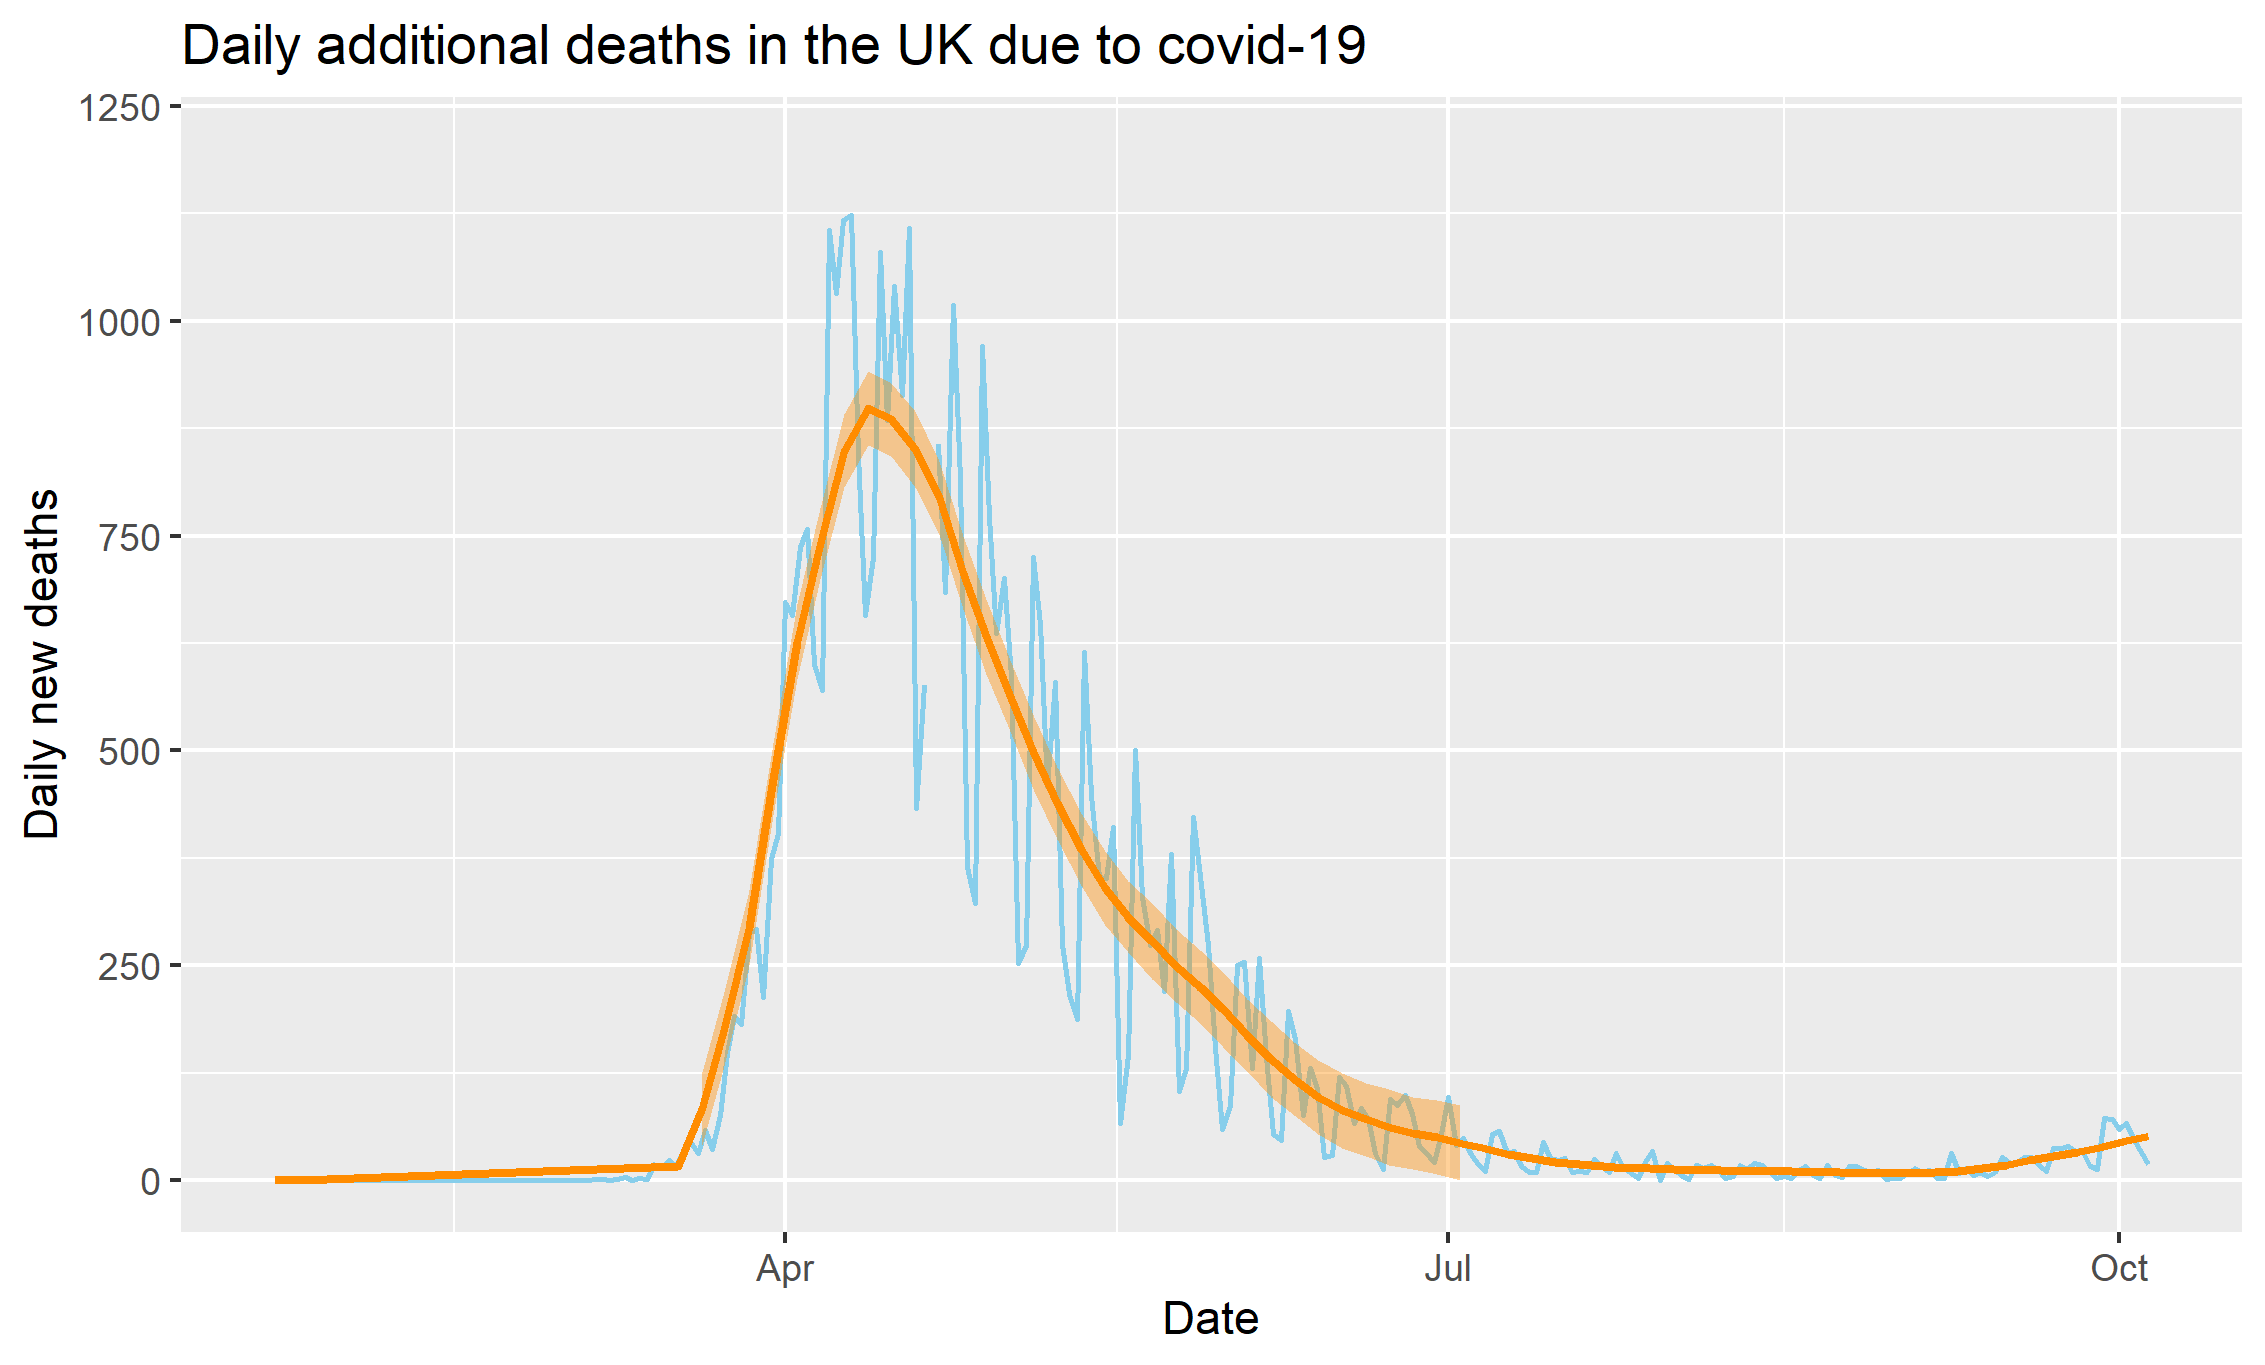 Daily additional deaths in the UK due to covid-19
1250
1000
750
500
250
0
Daily new deaths
Apr
Jul
Oct
Date